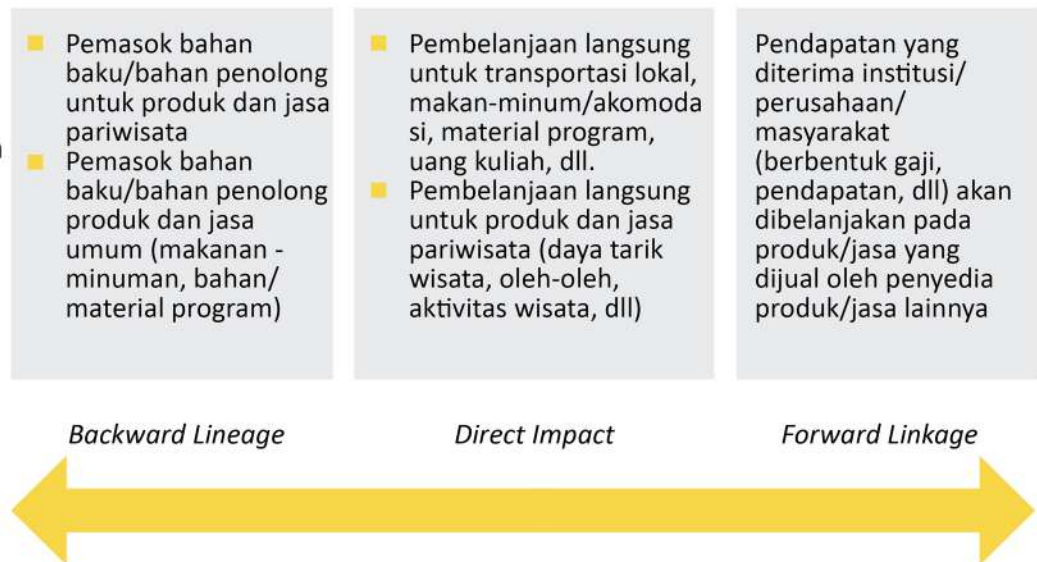 Pemasok bahan
baku/bahan penolong
untuk produk dan jasa
pariwisata
Pemasok bahan
baku/bahan penolong
produk dan jasa
umum (makanan -
minuman, bahan/
material program)
Pembelanjaan langsung
untuk transportasi lokal,
makan-minum/akomoda
si, material program,
uang kuliah, dll.
Pembelanjaan langsung
untuk produk dan jasa
pariwisata (daya tarik
wisata, oleh-oleh,
aktivitas wisata, dll)
Pendapatan yang
diterima institusi/
perusahaan/
masyarakat
(berbentuk gaji,
pendapatan, dll) akan
dibelanjakan pada
produk/jasa yang
dijual oleh penyedia
produk/jasa lainnya
Backward Lineage
Direct Impact
Forward Linkage